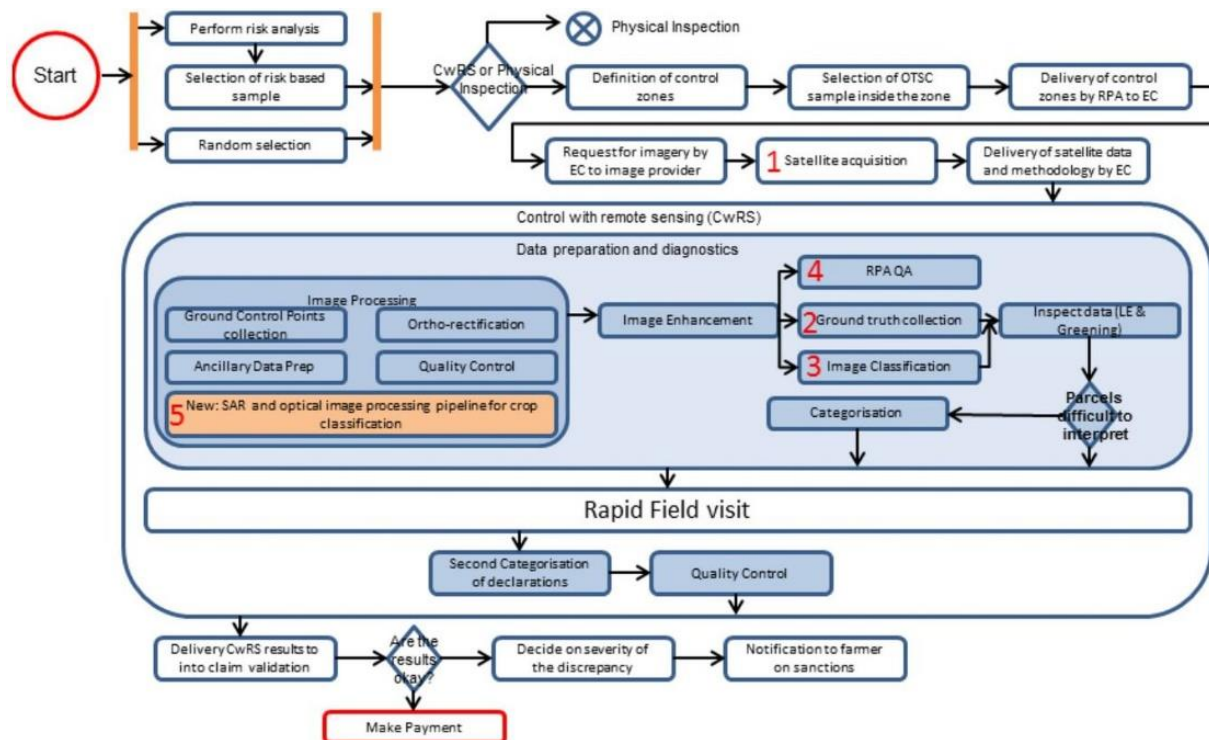 Start
Perform risk analysis
Selection of risk based
sample
Random selection
CwRS or Physical
Inspection
Physical Inspection
Definition of control
zones
Selection of OTSC
sample inside the zone
Delivery of control
zones by RPA to EC
Request for imagery by
EC to image provider
1 Satellite acquisition
Delivery of satellite data
and methodology by EC
Control with remote sensing (CwRS)
Data preparation and diagnostics
Image Processing
Ground Control Points
collection
Ortho-rectification
Ancillary Data Prep
Quality Control
5 New: SAR and optical image processing pipeline for crop
classification
Image Enhancement
4 RPA QA
2 Ground truth collection
3 Image Classification
Inspect data (LE &
Greening)
Parcels
difficult to
interpret
Categorisation
Rapid Field visit
Second Categorisation
of declarations
Quality Control
Delivery CwRS results to
into claim validation
Are the
results
okay?
Decide on severity of
the discrepancy
Notification to farmer
on sanctions
Make Payment